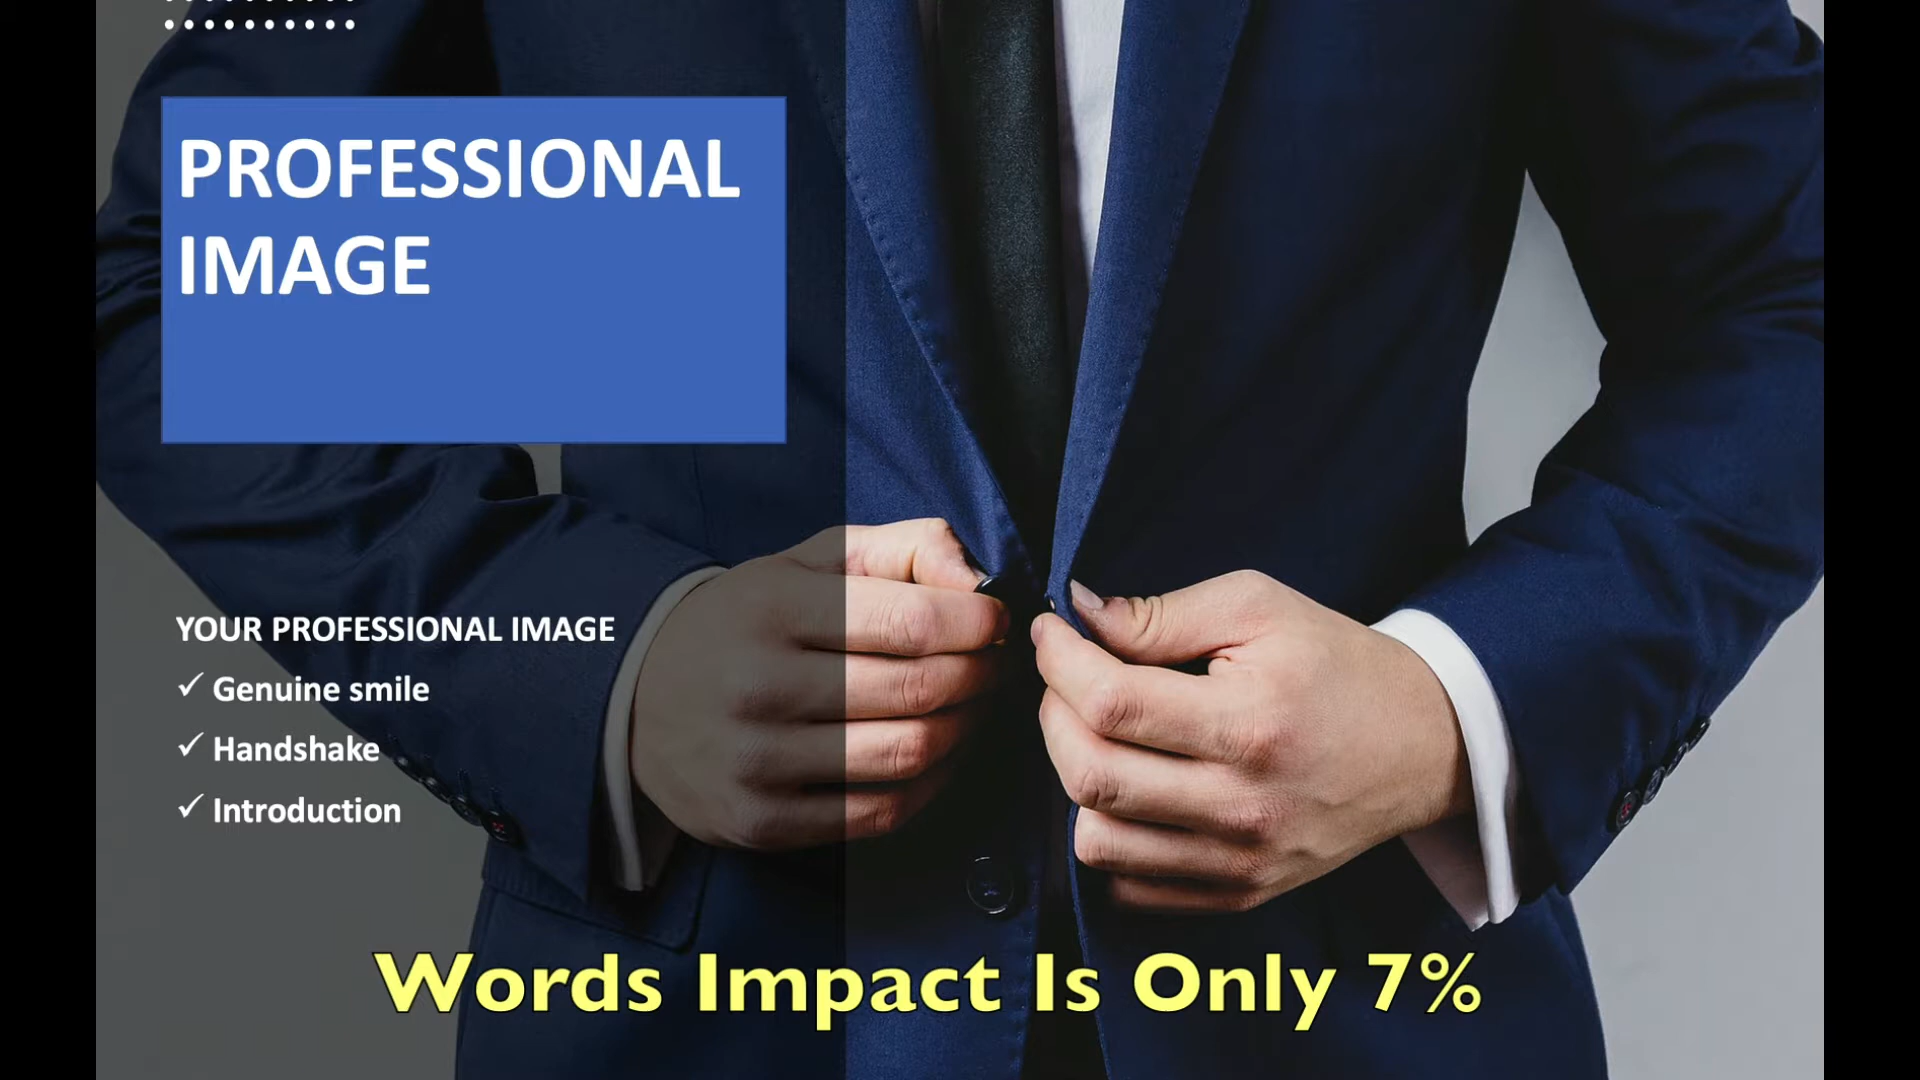 PROFESSIONAL
IMAGE
YOUR PROFESSIONAL IMAGE
✓ Genuine smile
✓ Handshake
✓ Introduction
Words Impact Is Only 7%